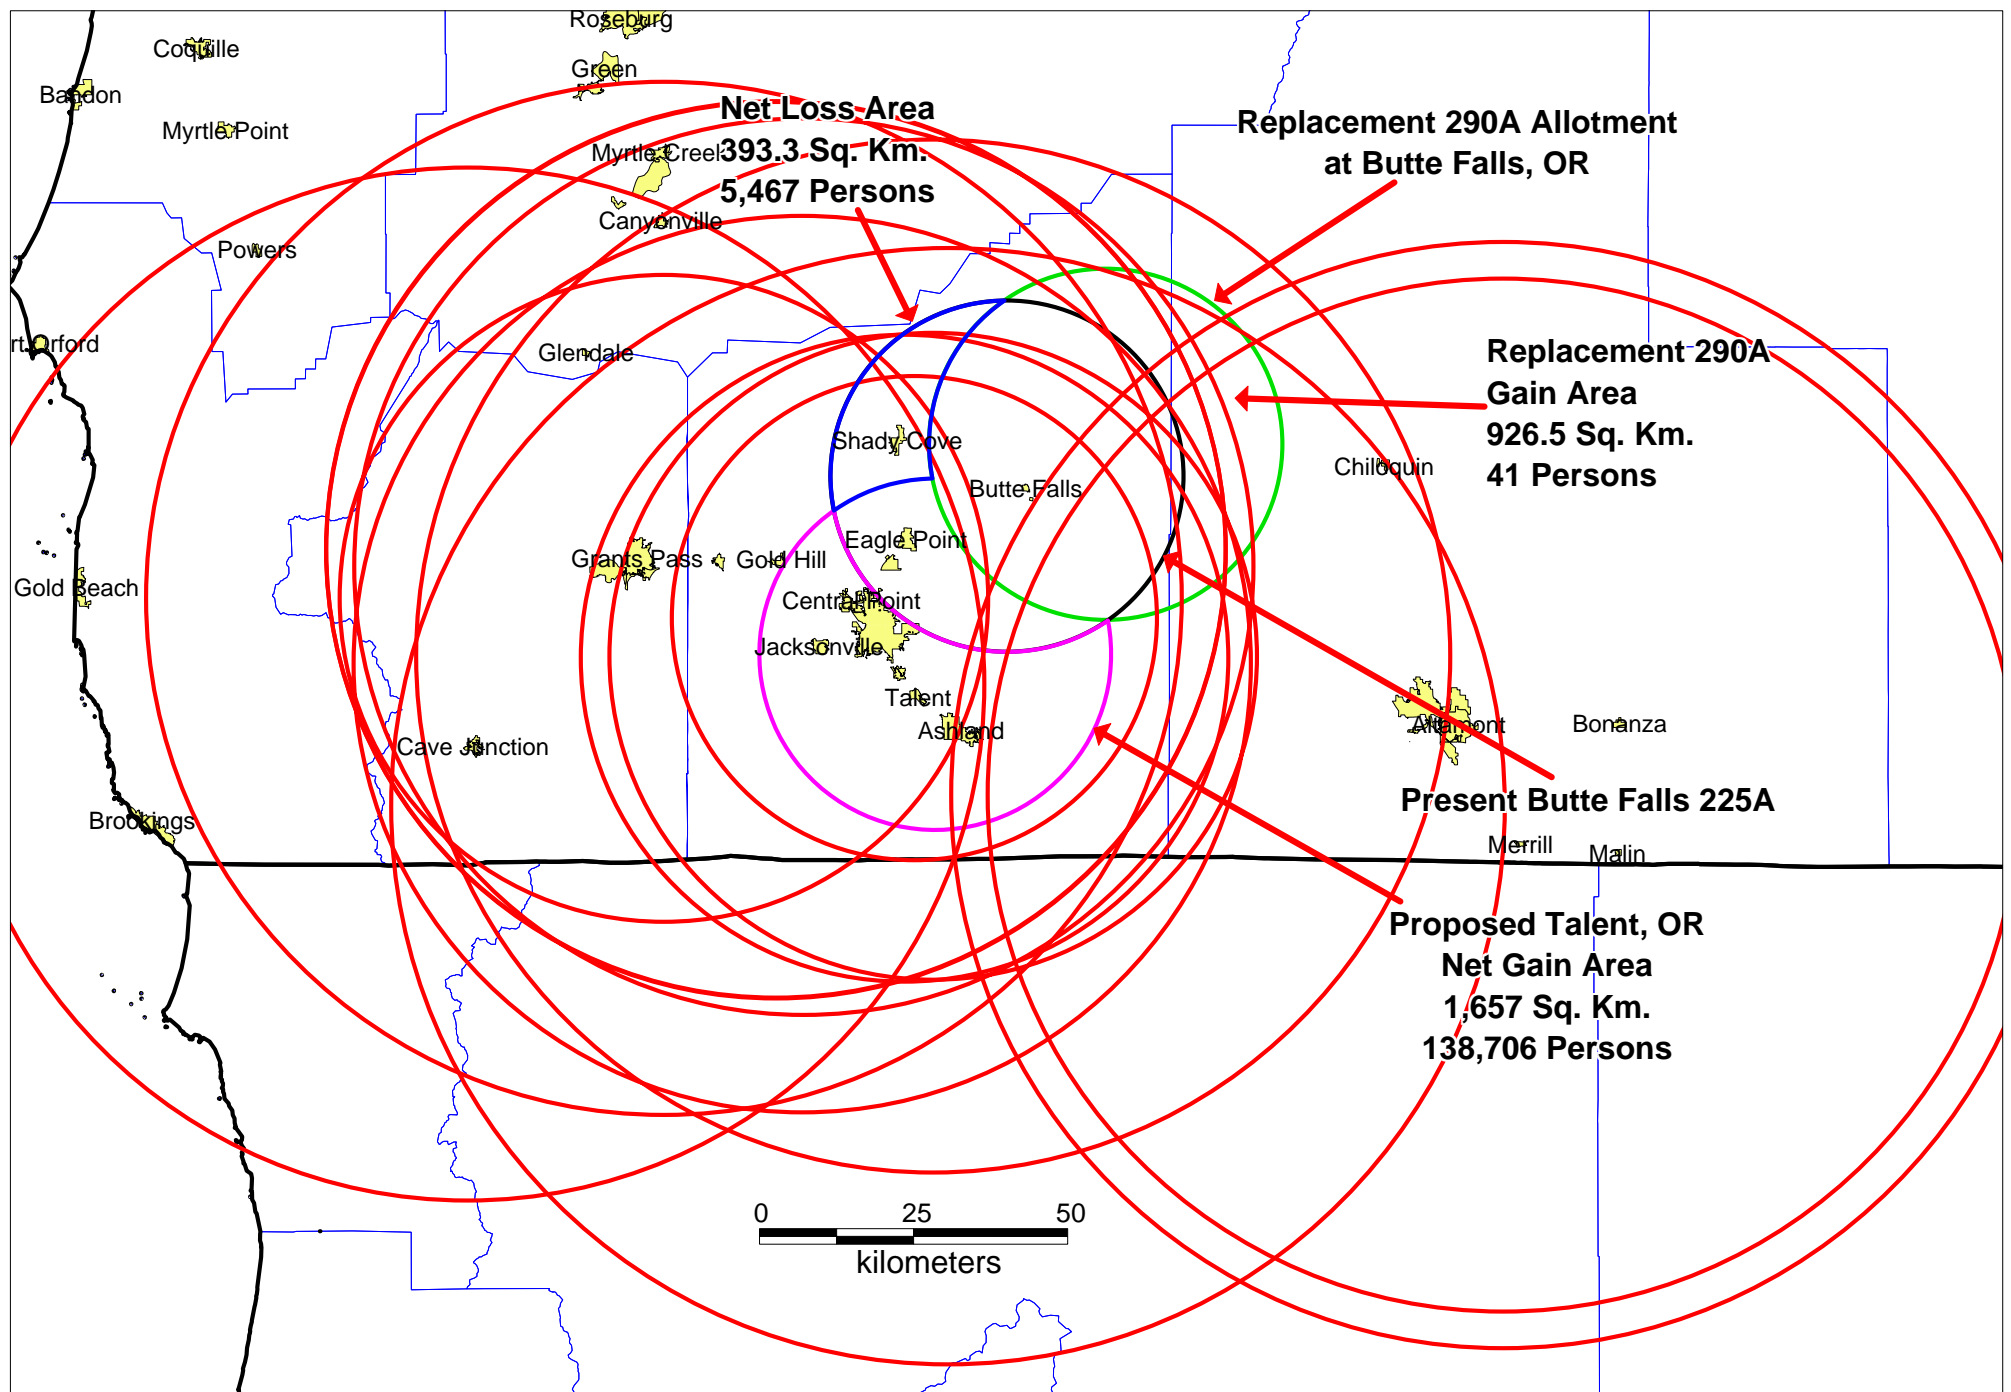 Roseburg
Coquille
Green
Bandon
Myrtle Point
Net Loss Area
393.3 Sq. Km.
5,467 Persons
Replacement 290A Allotment
at Butte Falls, OR
Myrtle Creek
Canyonville
Powers
rt Orford
Glendale
Replacement 290A
Gain Area
926.5 Sq. Km.
41 Persons
Shady Cove
Chiloquin
Butte Falls
Eagle Point
Grants Pass
Gold Hill
Gold Beach
Central Point
Jacksonville
Talent
Ashland
Altamont
Bonanza
Cave Junction
Present Butte Falls 225A
Brookings
Merrill
Malin
Proposed Talent, OR
Net Gain Area
1,657 Sq. Km.
138,706 Persons
0 25 50
kilometers